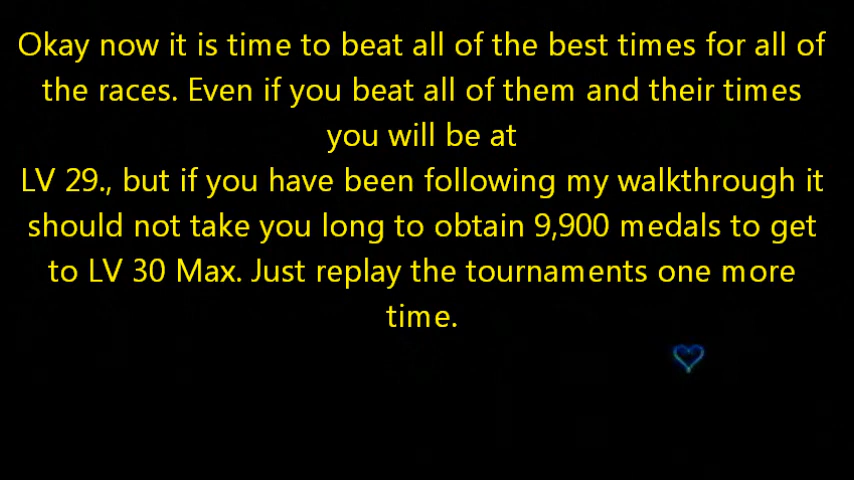 Okay now it is time to beat all of the best times for all of
the races. Even if you beat all of them and their times
you will be at
LV 29., but if you have been following my walkthrough it
should not take you long to obtain 9,900 medals to get
to LV 30 Max. Just replay the tournaments one more
time.